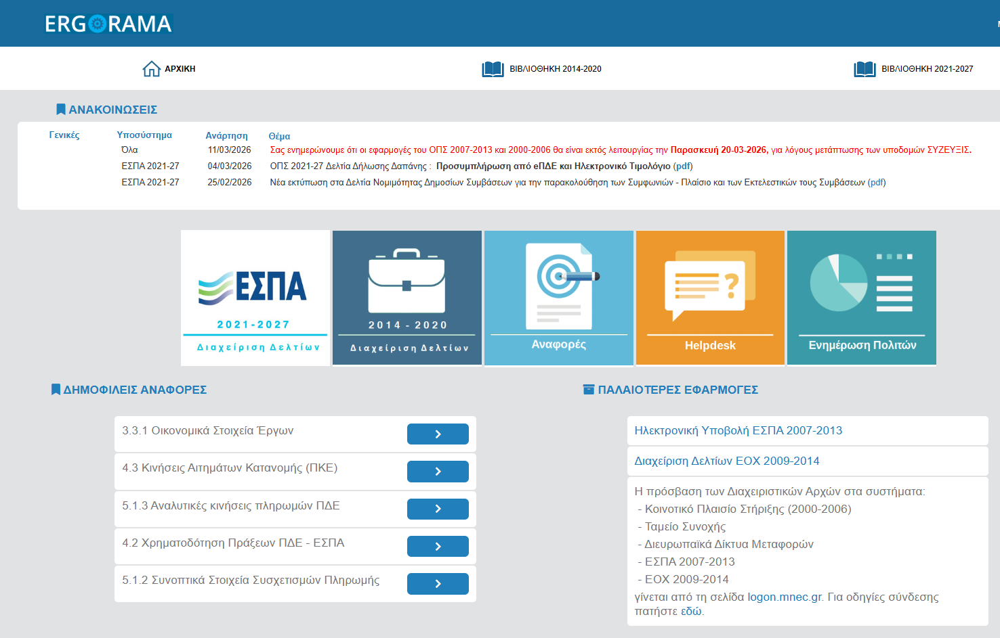 ERGORAMA
ΑΡΧΙΚΗ
ΒΙΒΛΙΟΘΗΚΗ 2014-2020
ΒΙΒΛΙΟΘΗΚΗ 2021-2027
ΑΝΑΚΟΙΝΩΣΕΙΣ
Γενικές Υποσύστημα Ανάρτηση Θέμα
Όλα 11/03/2026 Σας ενημερώνουμε ότι οι εφαρμογές του ΟΠΣ 2007-2013 και 2000-2006 θα είναι εκτός λειτουργίας την Παρασκευή 20-03-2026, για λόγους μετάπτωσης των υποδομών ΣΥΖΕΥΞΙΣ.
ΕΣΠΑ 2021-27 04/03/2026 ΟΠΣ 2021-27 Δελτία Δήλωσης Δαπάνης : Προσυμπλήρωση από eΠΔΕ και Ηλεκτρονικό Τιμολόγιο (pdf)
ΕΣΠΑ 2021-27 25/02/2026 Νέα εκτύπωση στα Δελτία Νομιμότητας Δημοσίων Συμβάσεων για την παρακολούθηση των Συμφωνιών - Πλαίσιο και των Εκτελεστικών τους Συμβάσεων (pdf)
ΕΣΠΑ
2021-2027
Διαχείριση Δελτίων
2014 - 2020
Διαχείριση Δελτίων
Αναφορές
?
Helpdesk
Ενημέρωση Πολιτών
ΔΗΜΟΦΙΛΕΙΣ ΑΝΑΦΟΡΕΣ
3.3.1 Οικονομικά Στοιχεία Έργων
4.3 Κινήσεις Αιτημάτων Κατανομής (ΠΚΕ)
5.1.3 Αναλυτικές κινήσεις πληρωμών ΠΔΕ
4.2 Χρηματοδότηση Πράξεων ΠΔΕ - ΕΣΠΑ
5.1.2 Συνοπτικά Στοιχεία Συσχετισμών Πληρωμής
ΠΑΛΑΙΟΤΕΡΕΣ ΕΦΑΡΜΟΓΕΣ
Ηλεκτρονική Υποβολή ΕΣΠΑ 2007-2013
Διαχείριση Δελτίων ΕΟΧ 2009-2014
Η πρόσβαση των Διαχειριστικών Αρχών στα συστήματα:
- Κοινοτικό Πλαίσιο Στήριξης (2000-2006)
- Ταμείο Συνοχής
- Διευρωπαϊκά Δίκτυα Μεταφορών
- ΕΣΠΑ 2007-2013
- ΕΟΧ 2009-2014
γίνεται από τη σελίδα logon.mnec.gr. Για οδηγίες σύνδεσης
πατήστε εδώ.